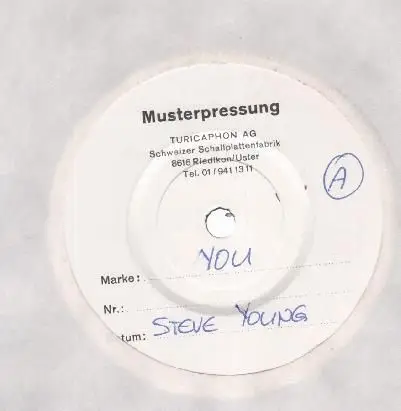 Musterpressung
TURICAPHON AG
Schweizer Schallplattenfabrik
8616 Riedikon/Uster
Tel. 01/941 13 11
A
YOU
Marke:
Nr.:
tum: STEVE YOUNG